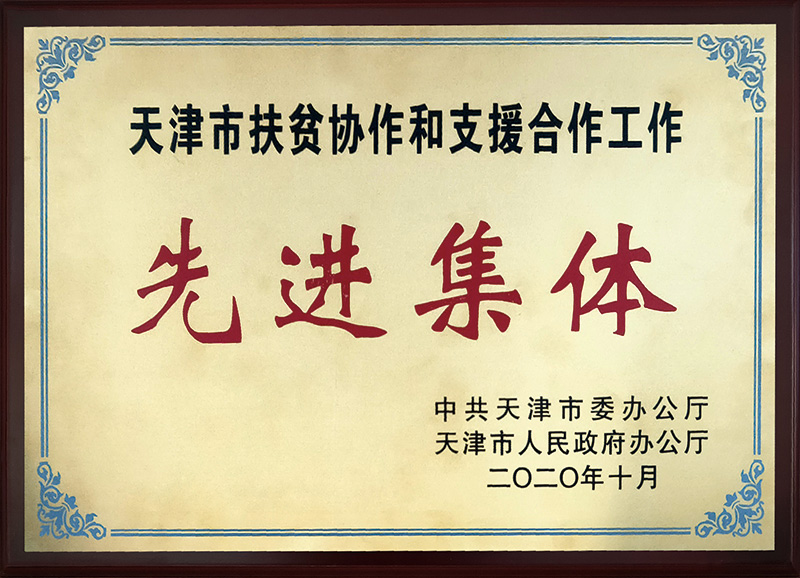 天津市扶贫协作和支援合作工作
先进集体
中共天津市委办公厅
天津市人民政府办公厅
二〇二〇年十月